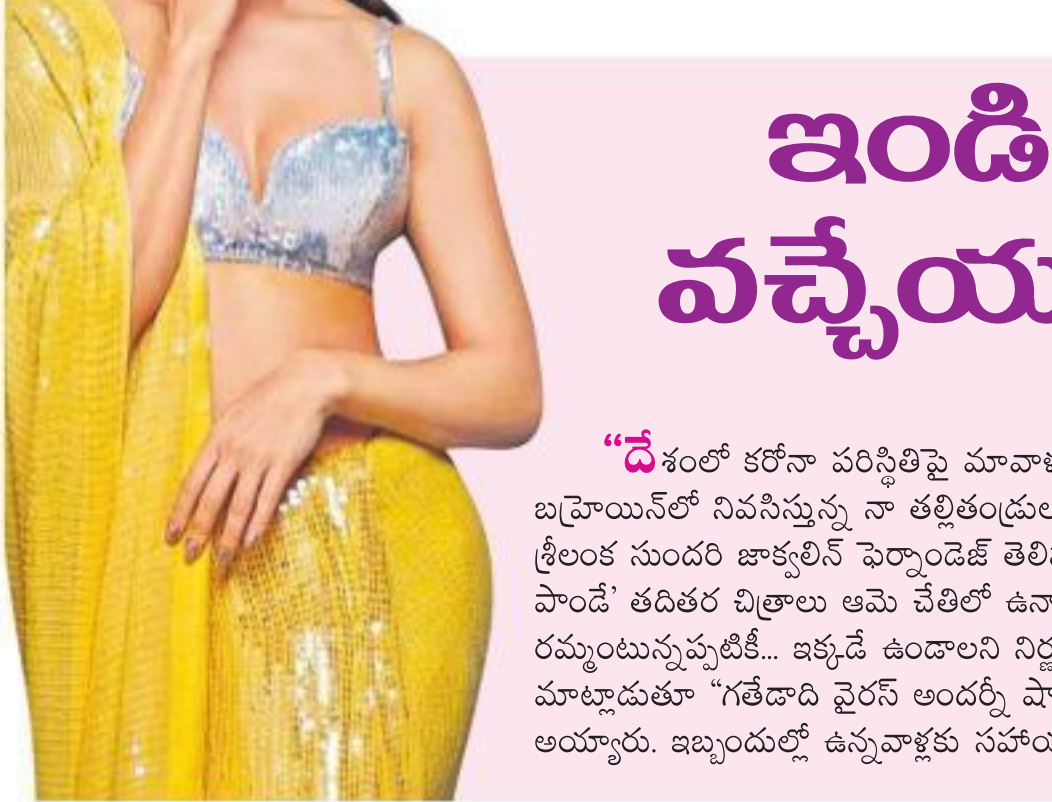 ఇండి
వచ్చేయ
“దేశంలో కరోనా పరిస్థితిపై
బహ్రెయిన్‌లో నివసిస్తున్న నా
శ్రీలంక సుందరి జాక్వలిన్ ఫెర్నాండెజ్
పాండే’ తదితర చిత్రాలు ఆమె చేతిలో
రమ్మంటున్నప్పటికీ... ఇక్కడే ఉండాలని
మాట్లాడుతూ “గతేడాది వైరస్ అందర్నీ
అయ్యారు. ఇబ్బందుల్లో ఉన్నవాళ్లకు